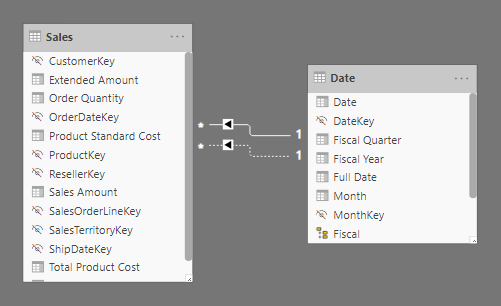 Sales
CustomerKey
Extended Amount
Order Quantity
OrderDateKey
Product Standard Cost
ProductKey
ResellerKey
Sales Amount
SalesOrderLineKey
SalesTerritoryKey
ShipDateKey
Total Product Cost
* 1
* 1
Date
Date
DateKey
Fiscal Quarter
Fiscal Year
Full Date
Month
MonthKey
Fiscal